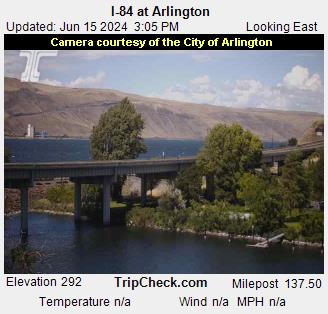 I-84 at Arlington
Updated: Jun 15 2024 3:05 PM Looking East
Camera courtesy of the City of Arlington
Elevation 292 TripCheck.com Milepost 137.50
Temperature n/a Wind n/a MPH n/a